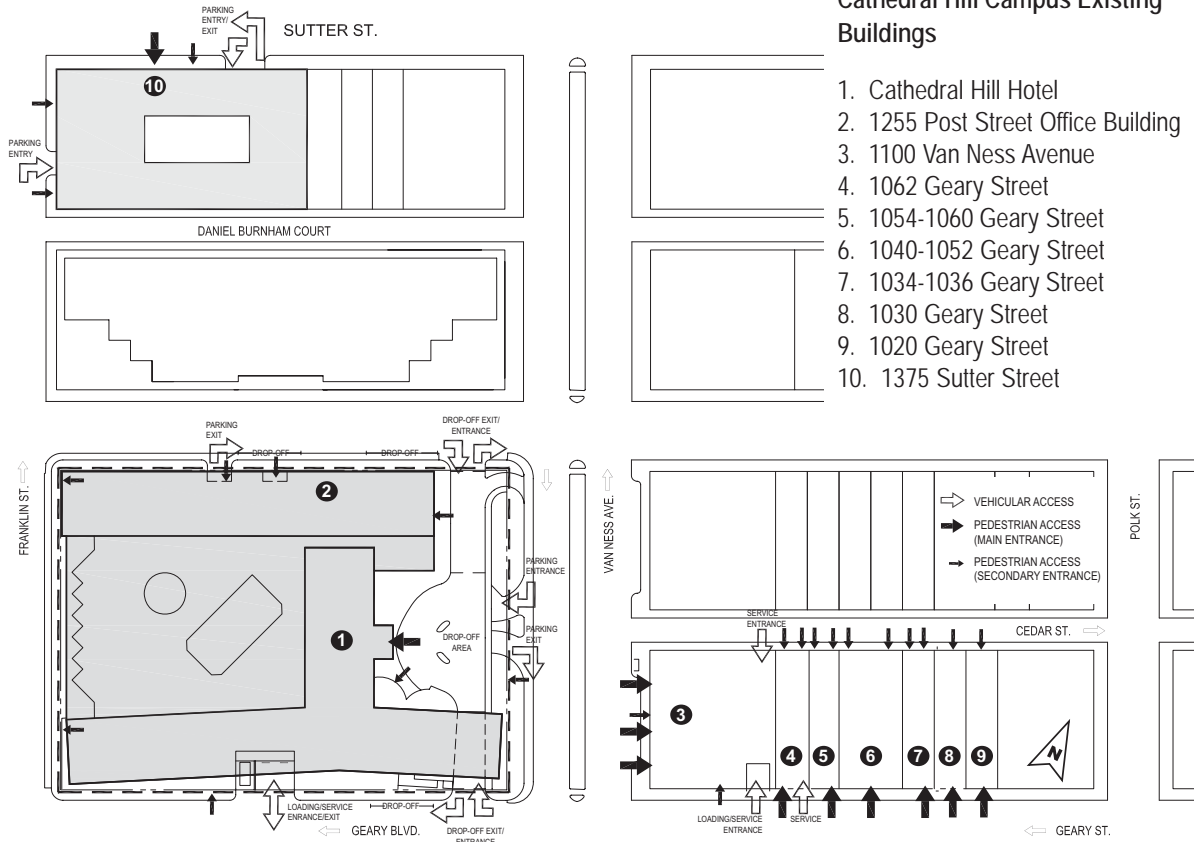 Cathedral Hill Campus Existing
Buildings
1. Cathedral Hill Hotel
2. 1255 Post Street Office Building
3. 1100 Van Ness Avenue
4. 1062 Geary Street
5. 1054-1060 Geary Street
6. 1040-1052 Geary Street
7. 1034-1036 Geary Street
8. 1030 Geary Street
9. 1020 Geary Street
10. 1375 Sutter Street
PARKING
ENTRY/
EXIT
SUTTER ST.
10
PARKING
ENTRY
DANIEL BURNHAM COURT
PARKING
EXIT
DROP-OFF
DROP-OFF
DROP-OFF EXIT/
ENTRANCE
FRANKLIN ST.
2
VAN NESS AVE.
PARKING
ENTRANCE
1
DROP-OFF
AREA
PARKING
EXIT
LOADING/SERVICE
ENRANCE/EXIT
DROP-OFF
GEARY BLVD.
DROP-OFF EXIT/
ENTRANCE
VEHICULAR ACCESS
PEDESTRIAN ACCESS
(MAIN ENTRANCE)
PEDESTRIAN ACCESS
(SECONDARY ENTRANCE)
POLK ST.
SERVICE
ENTRANCE
CEDAR ST.
3
4
5
6
7
8
9
N
LOADING/SERVICE
ENTRANCE
SERVICE
GEARY ST.